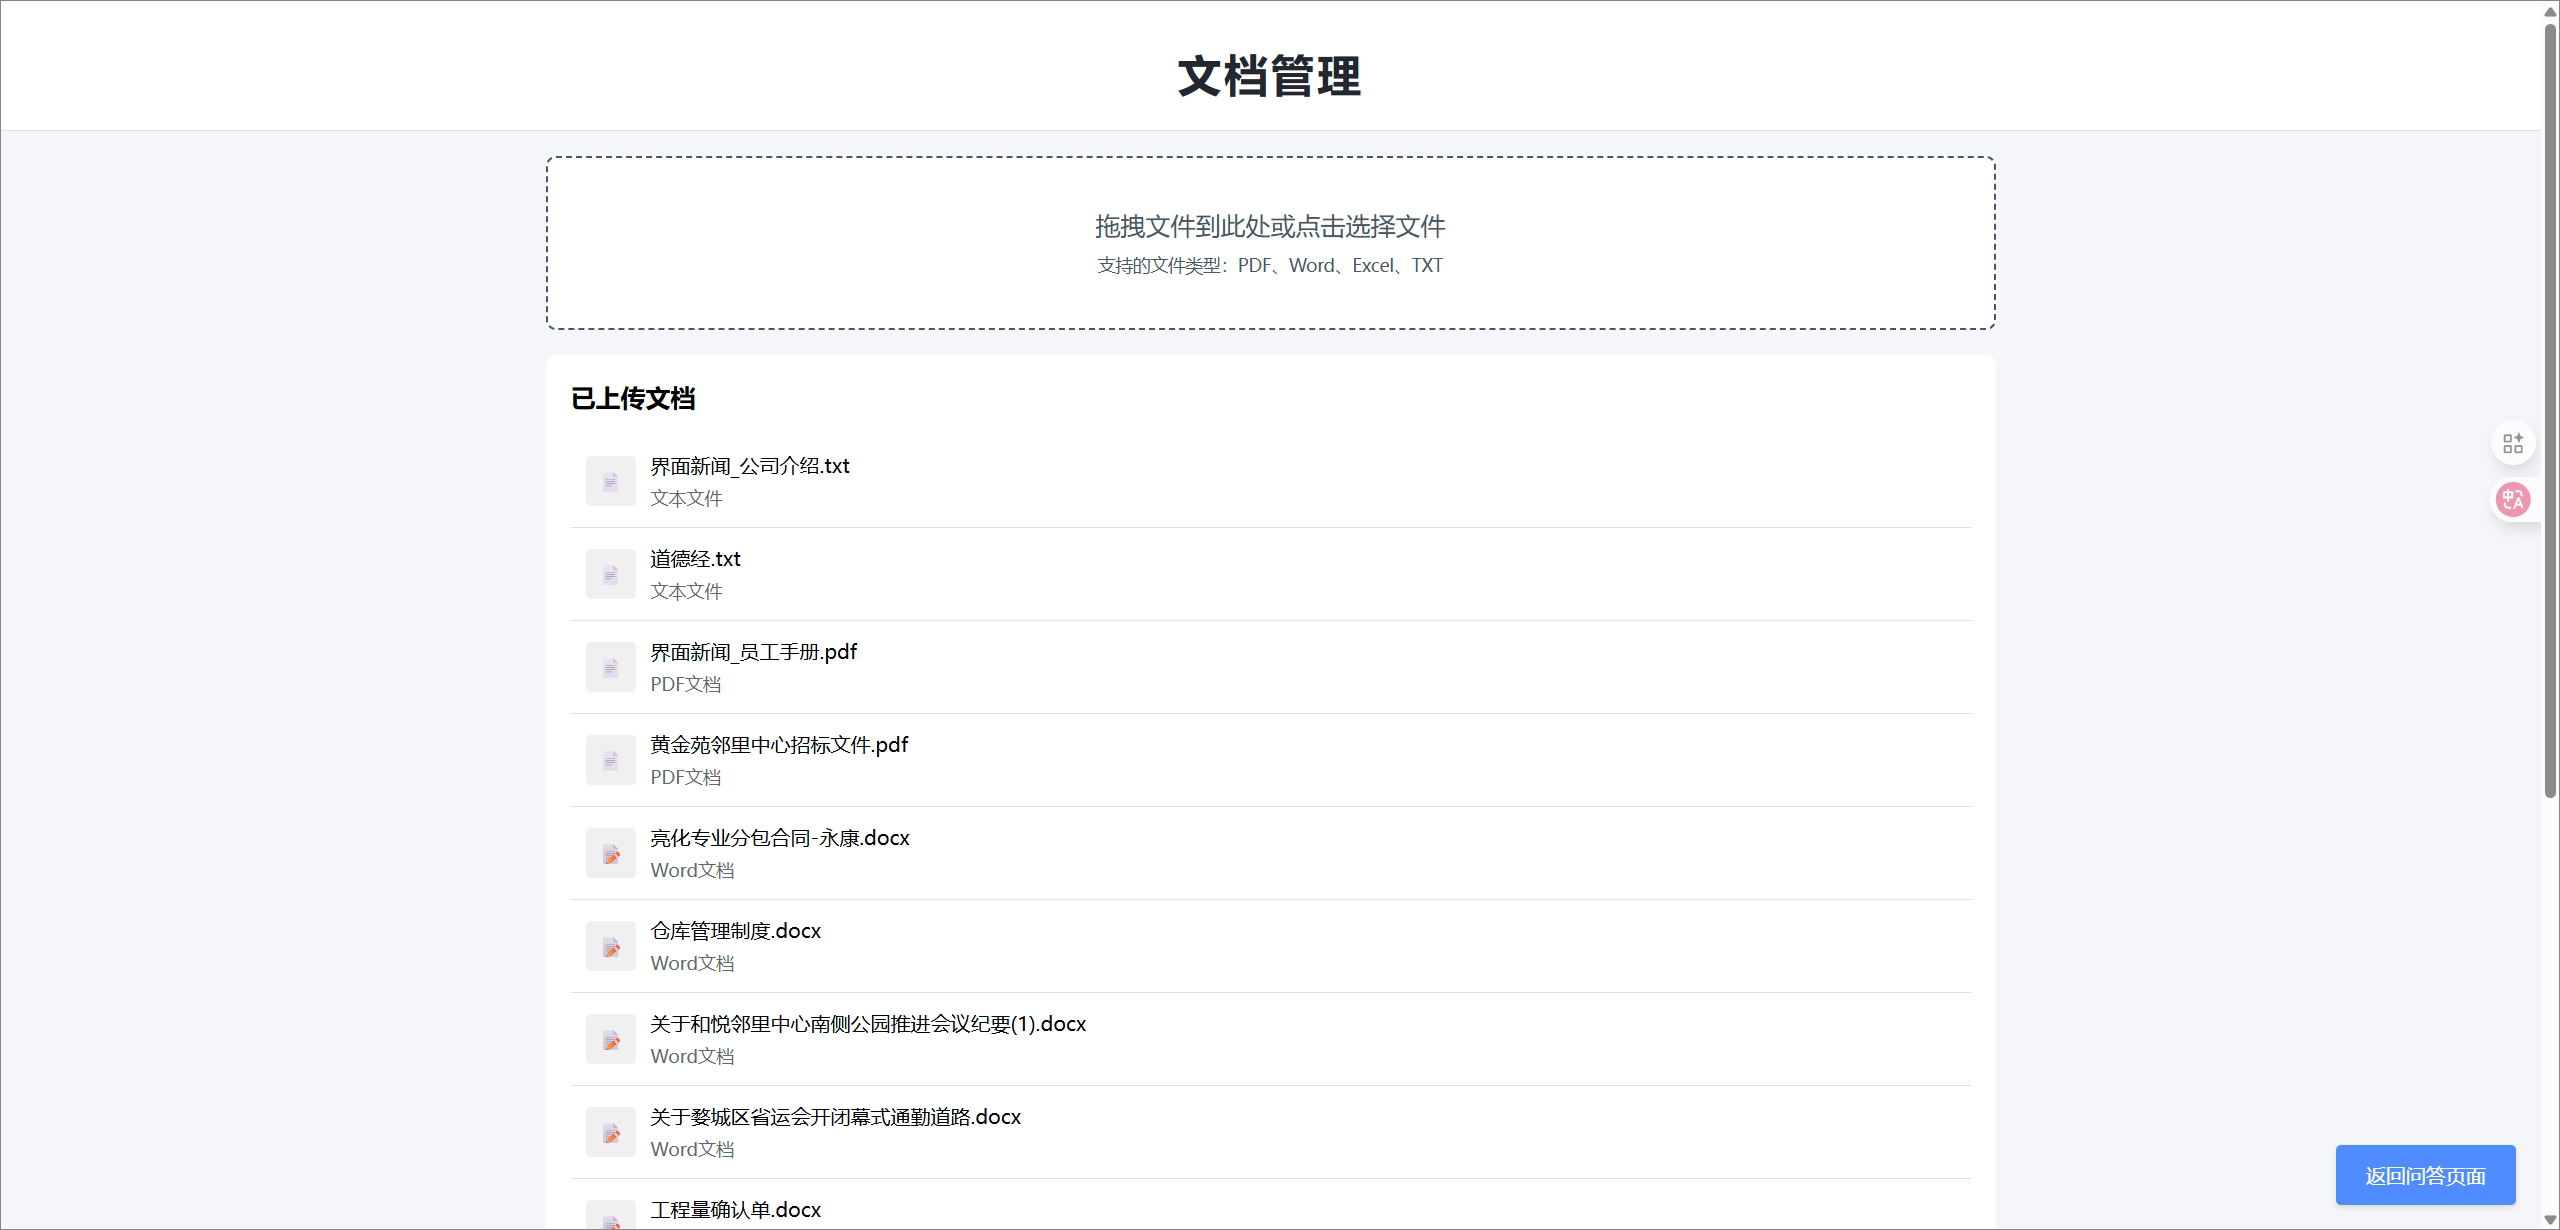 文档管理
拖拽文件到此处或点击选择文件
支持的文件类型：PDF、Word、Excel、TXT
已上传文档
界面新闻_公司介绍.txt
文本文件
道德经.txt
文本文件
界面新闻_员工手册.pdf
PDF文档
黄金苑邻里中心招标文件.pdf
PDF文档
亮化专业分包合同-永康.docx
Word文档
仓库管理制度.docx
Word文档
关于和悦邻里中心南侧公园推进会议纪要(1).docx
Word文档
关于婺城区省运会开闭幕式通勤道路.docx
Word文档
工程量确认单.docx
返回问答页面